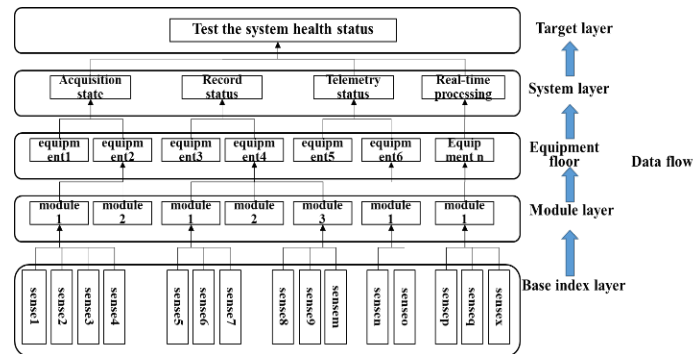 Test the system health status
Target layer
Acquisition
state
Record
status
Telemetry
status
Real-time
processing
System layer
equipm
ent1
equipm
ent2
equipm
ent3
equipm
ent4
equipm
ent5
equipm
ent6
Equip
ment n
Equipment
floor
Data flow
module
1
module
2
module
1
module
2
module
3
module
1
module
1
Module layer
Base index layer
sense1
sense2
sense3
sense4
sense5
sense6
sense7
sense8
sense9
sensem
sensen
senseo
sensep
senseq
sensex